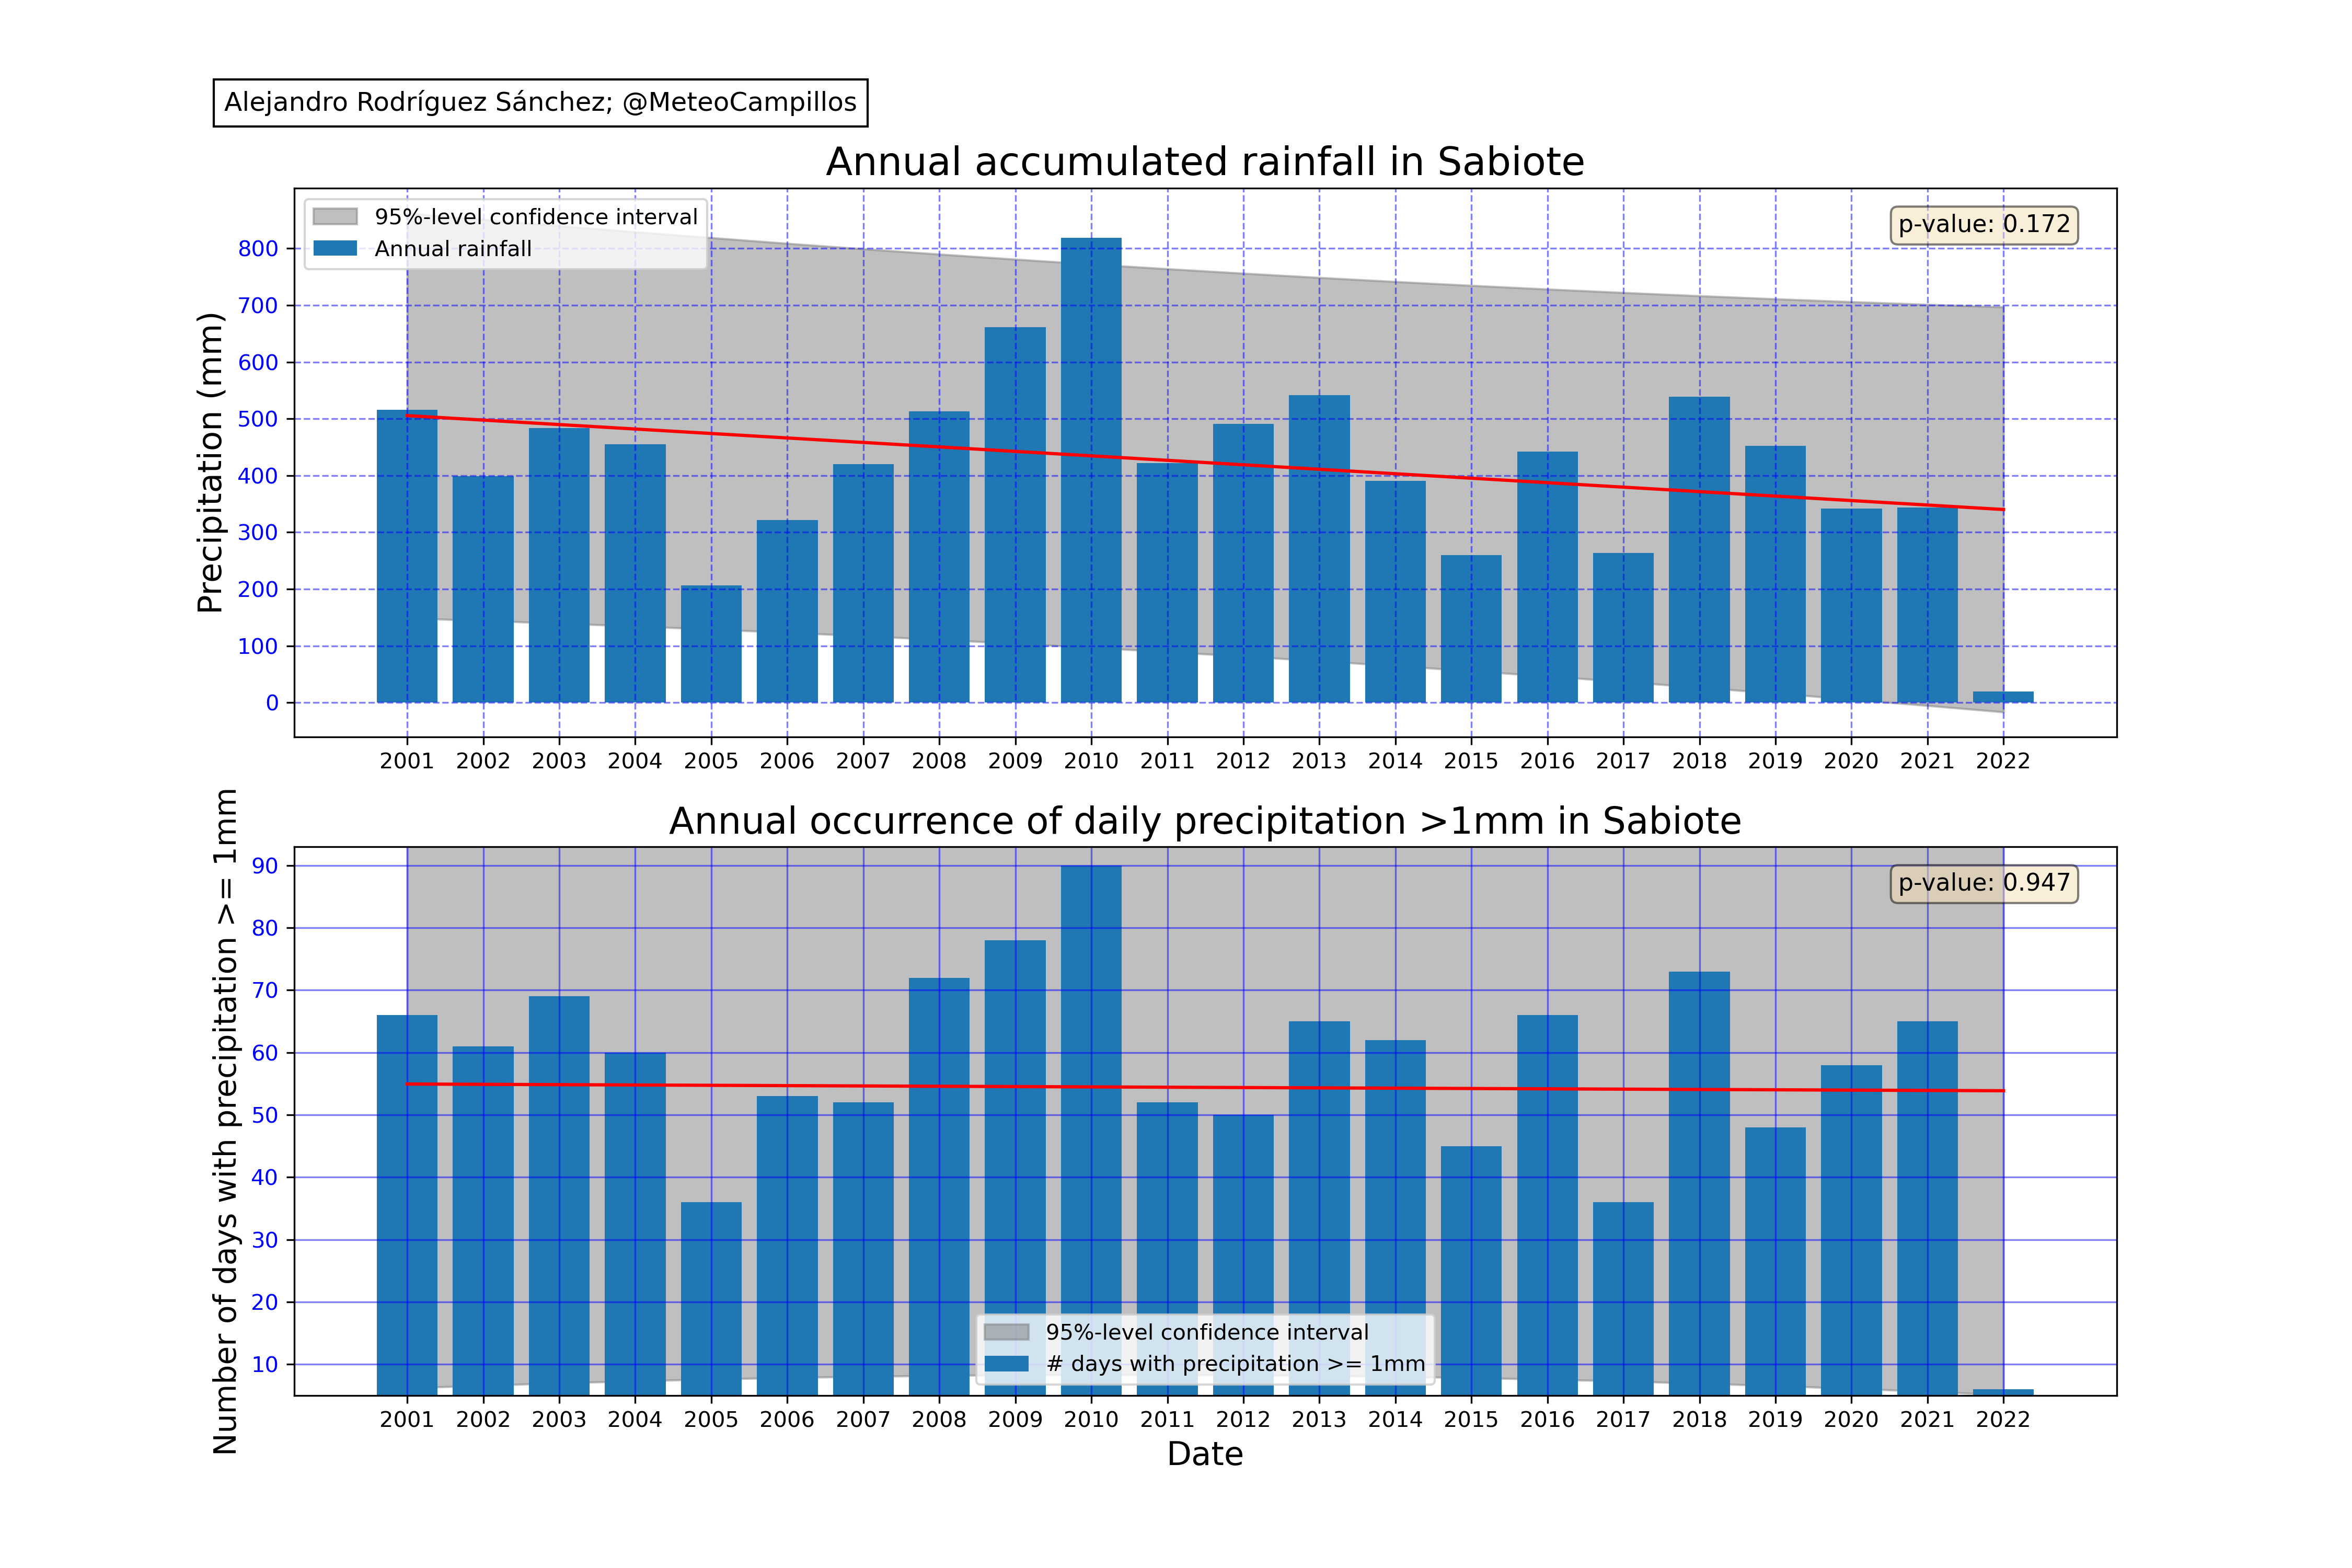 Alejandro Rodríguez Sánchez; @MeteoCampillos
Annual accumulated rainfall in Sabiote
95%-level confidence interval
Annual rainfall
p-value: 0.172
Precipitation (mm)
800
700
600
500
400
300
200
100
0
2001 2002 2003 2004 2005 2006 2007 2008 2009 2010 2011 2012 2013 2014 2015 2016 2017 2018 2019 2020 2021 2022
Annual occurrence of daily precipitation >1mm in Sabiote
p-value: 0.947
Number of days with precipitation >= 1mm
90
80
70
60
50
40
30
20
10
95%-level confidence interval
# days with precipitation >= 1mm
2001 2002 2003 2004 2005 2006 2007 2008 2009 2010 2011 2012 2013 2014 2015 2016 2017 2018 2019 2020 2021 2022
Date